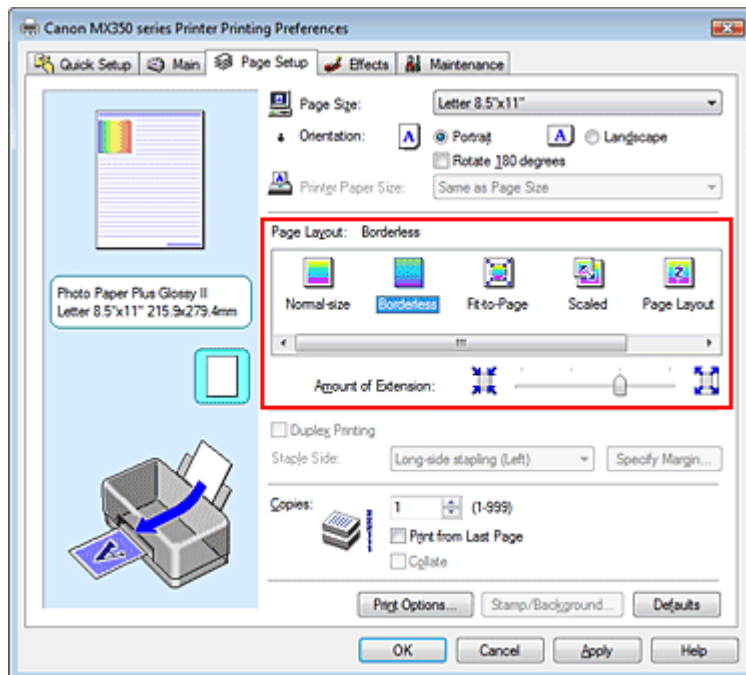 Canon MX350 series Printer Printing Preferences
Quick Setup Main Page Setup Effects Maintenance
Page Size: Letter 8.5"x11"
Orientation: A Portrait A Landscape
Rotate 180 degrees
Printer Paper Size: Same as Page Size
Page Layout: Borderless
Normal-size Borderless Fit-to-Page Scaled Page Layout
Photo Paper Plus Glossy II
Letter 8.5"x11" 215.9x279.4mm
Amount of Extension:
Duplex Printing
Staple Side: Long-side stapling (Left) Specify Margin...
Copies: 1 (1-999)
Print from Last Page
Collate
Print Options... Stamp/Background... Defaults
OK Cancel Apply Help